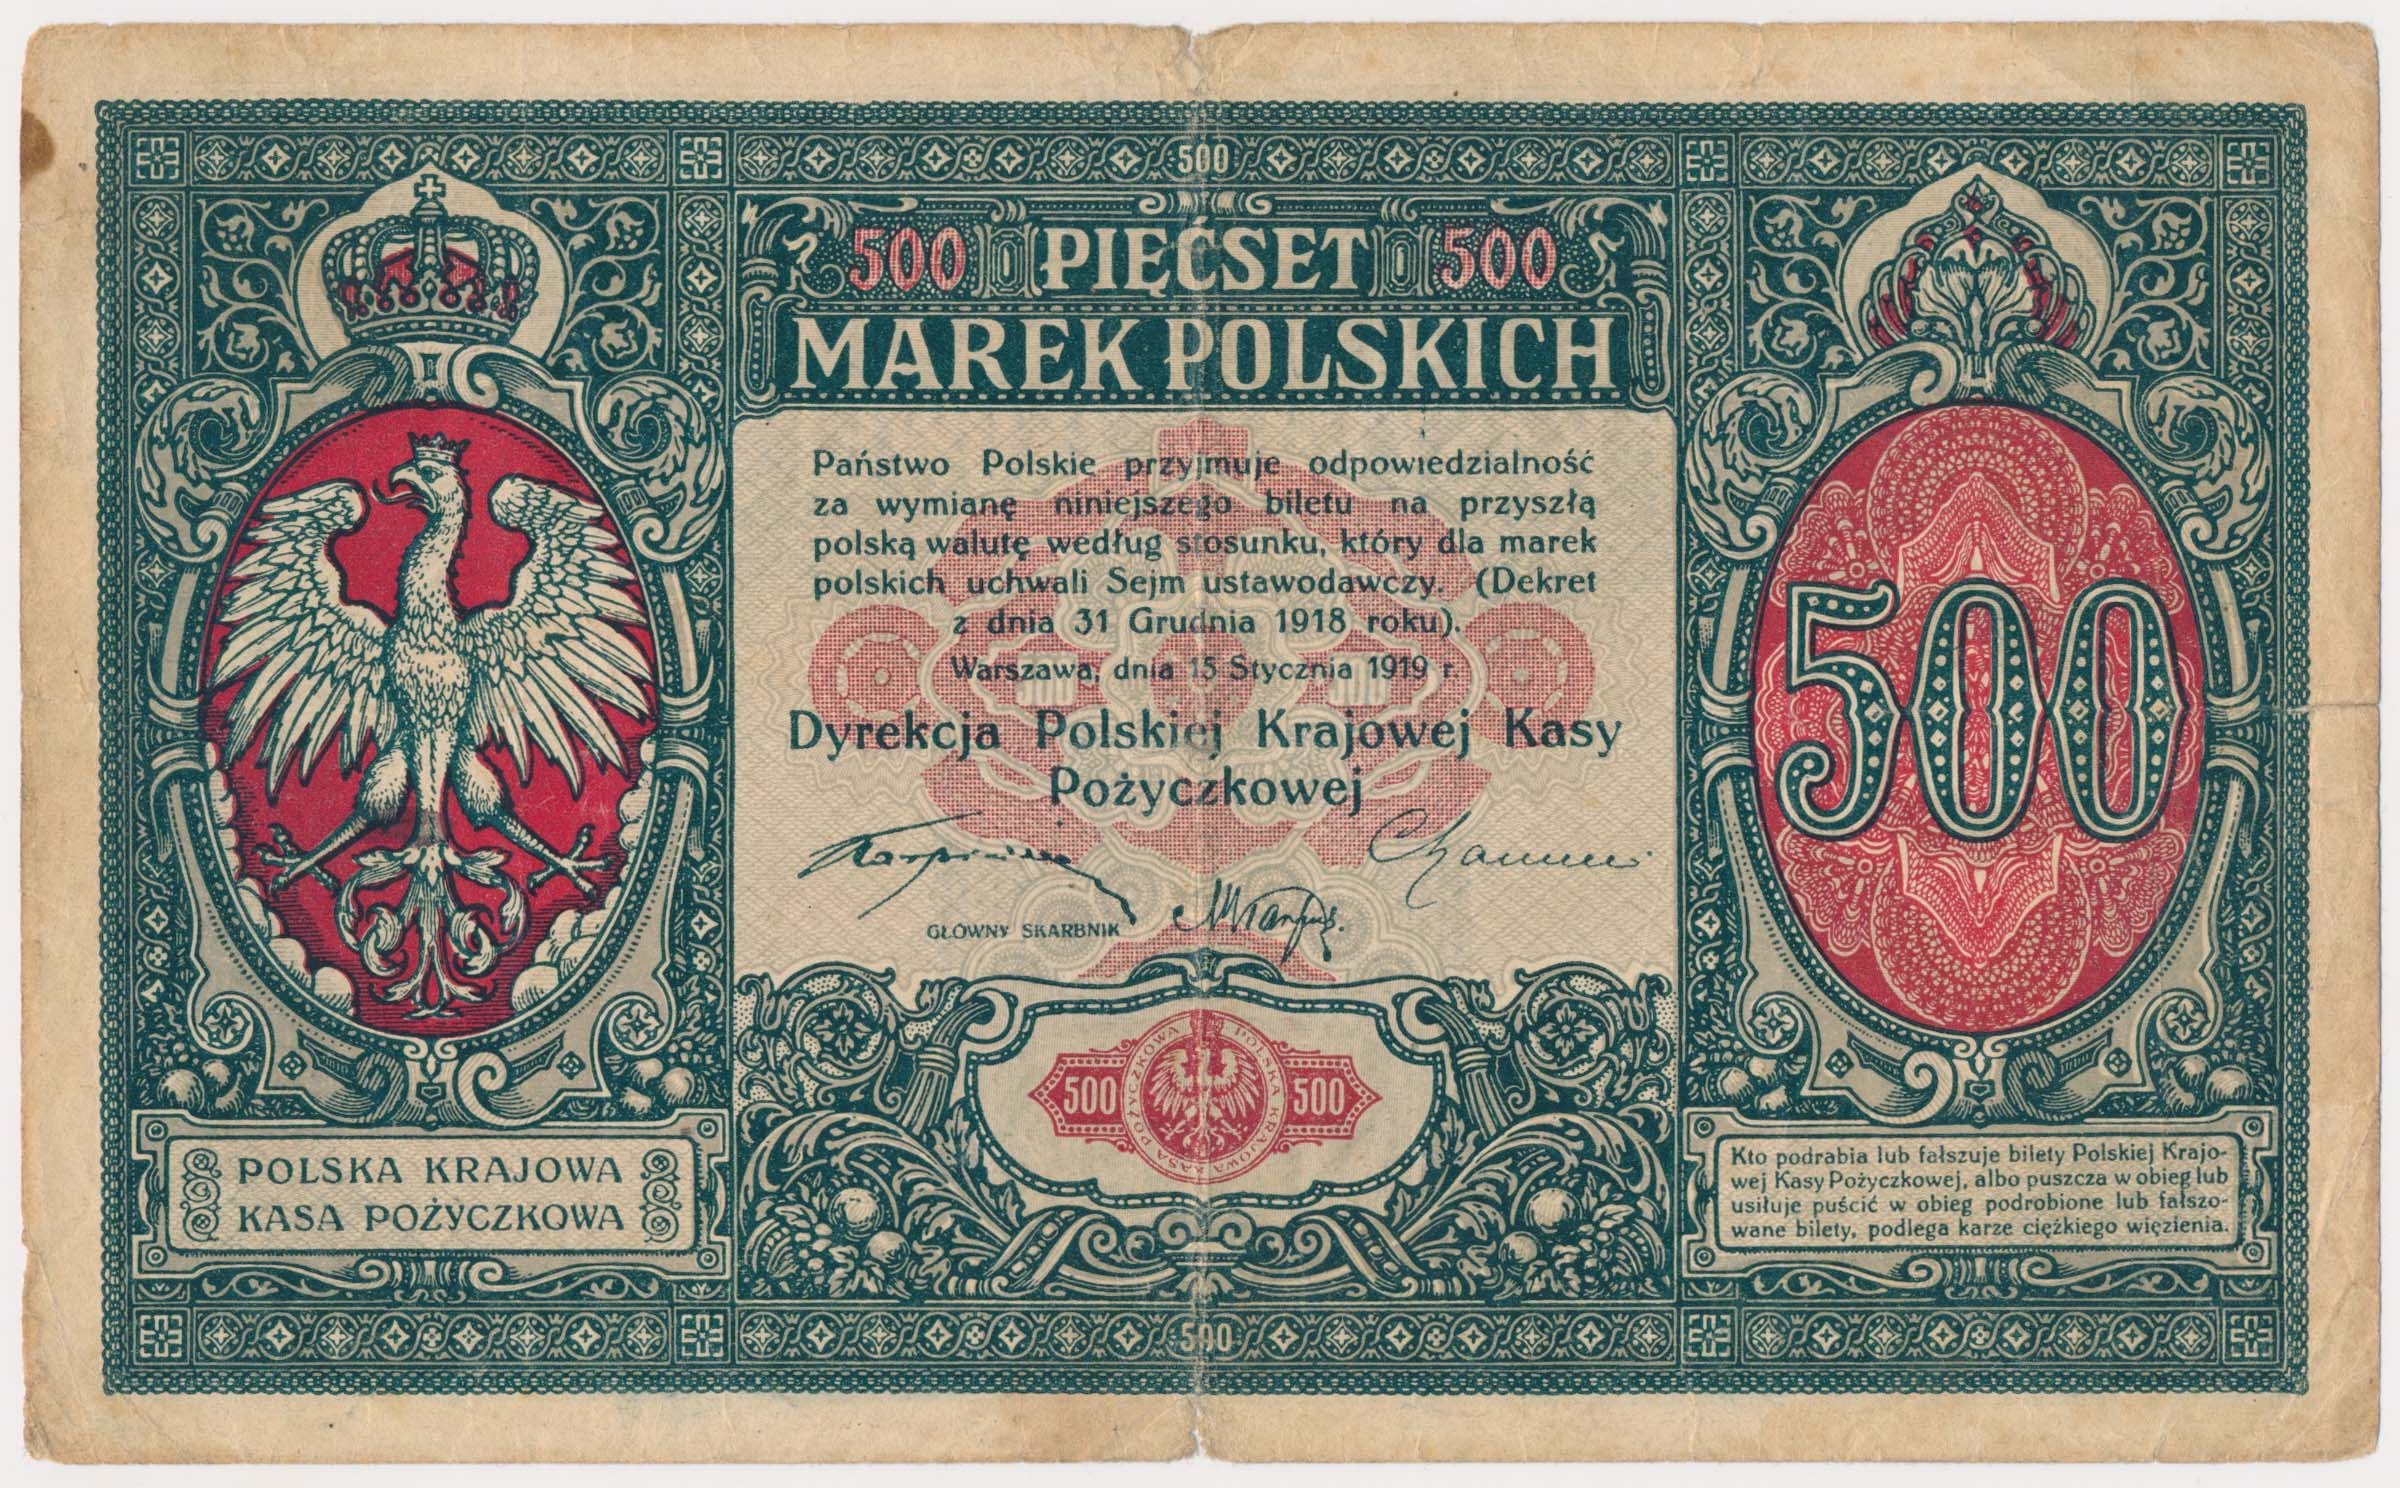 500
500 PIĘĆSET 500
MAREK POLSKICH
Państwo Polskie przyjmuje odpowiedzialność
za wymianę niniejszego biletu na przyszłą
polską walutę według stosunku, który dla marek
polskich uchwali Sejm ustawodawczy. (Dekret
z dnia 31 Grudnia 1918 roku).
Warszawa, dnia 15 Stycznia 1919 r.
Dyrekcja Polskiej Krajowej Kasy
Pożyczkowej
GŁOWNY SKARBNIK
500
500 500
POLSKA KRAJOWA KASA POŻYCZKOWA
POLSKA KRAJOWA
KASA POŻYCZKOWA
Kto podrabia lub fałszuje bilety Polskiej Krajo-
wej Kasy Pożyczkowej, albo puszcza w obieg lub
usiłuje puścić w obieg podrobione lub fałszo-
wane bilety, podlega karze ciężkiego więzienia.
500